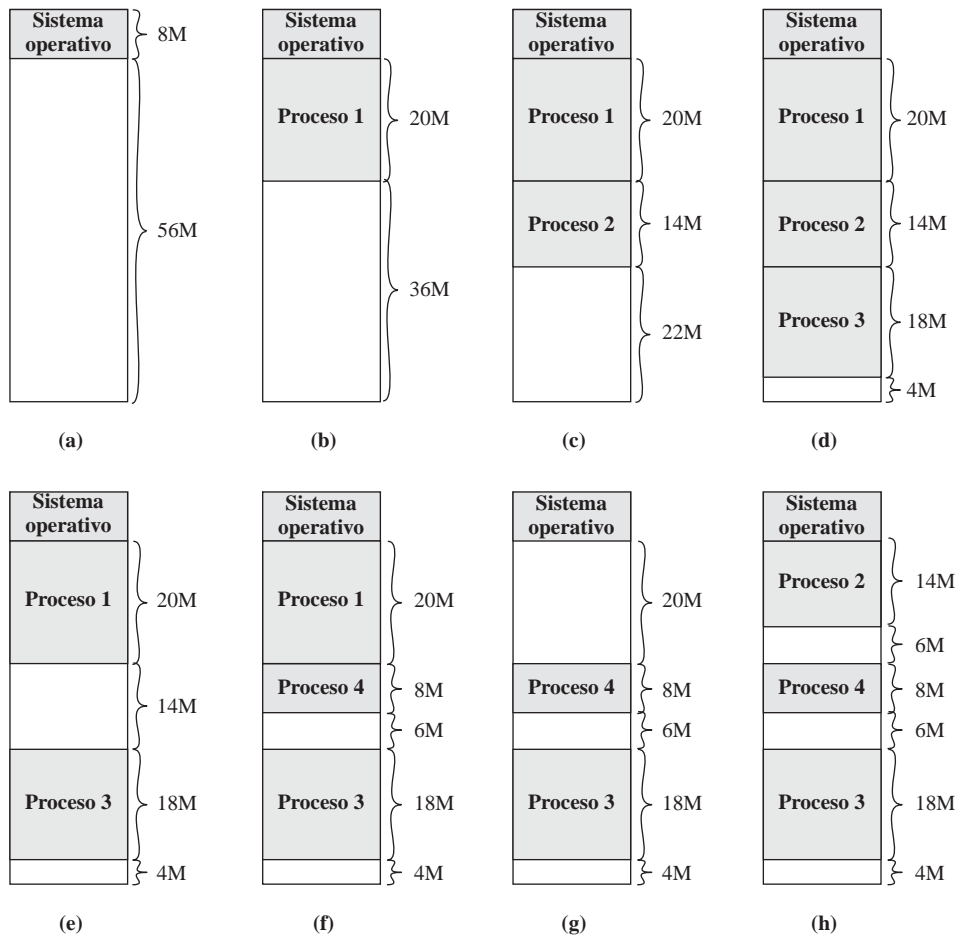 Sistema
operativo
8M
56M
(a)
Sistema
operativo
Proceso 1
20M
36M
(b)
Sistema
operativo
Proceso 1
20M
Proceso 2
14M
22M
(c)
Sistema
operativo
Proceso 1
20M
Proceso 2
14M
Proceso 3
18M
4M
(d)
Sistema
operativo
Proceso 1
20M
14M
Proceso 3
18M
4M
(e)
Sistema
operativo
Proceso 1
20M
Proceso 4
8M
6M
Proceso 3
18M
4M
(f)
Sistema
operativo
20M
Proceso 4
8M
6M
Proceso 3
18M
4M
(g)
Sistema
operativo
Proceso 2
14M
6M
Proceso 4
8M
6M
Proceso 3
18M
4M
(h)